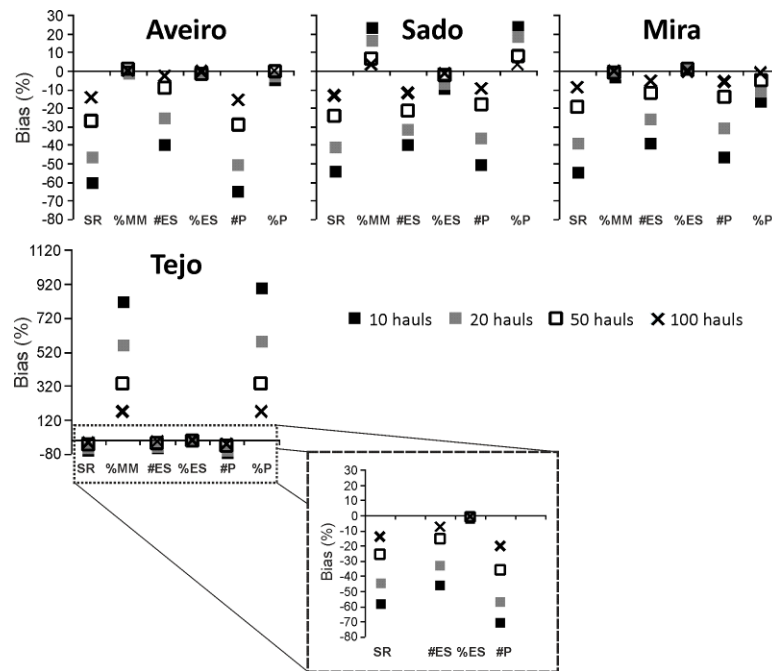 Aveiro
Sado
Mira
Bias (%)
30
20
10
0
-10
-20
-30
-40
-50
-60
-70
-80
SR %MM #ES %ES #P %P
SR %MM #ES %ES #P %P
SR %MM #ES %ES #P %P
Tejo
Bias (%)
1120
920
720
520
320
120
-80
SR %MM #ES %ES #P %P
10 hauls 20 hauls 50 hauls 100 hauls
Bias (%)
30
20
10
0
-10
-20
-30
-40
-50
-60
-70
-80
SR #ES %ES #P